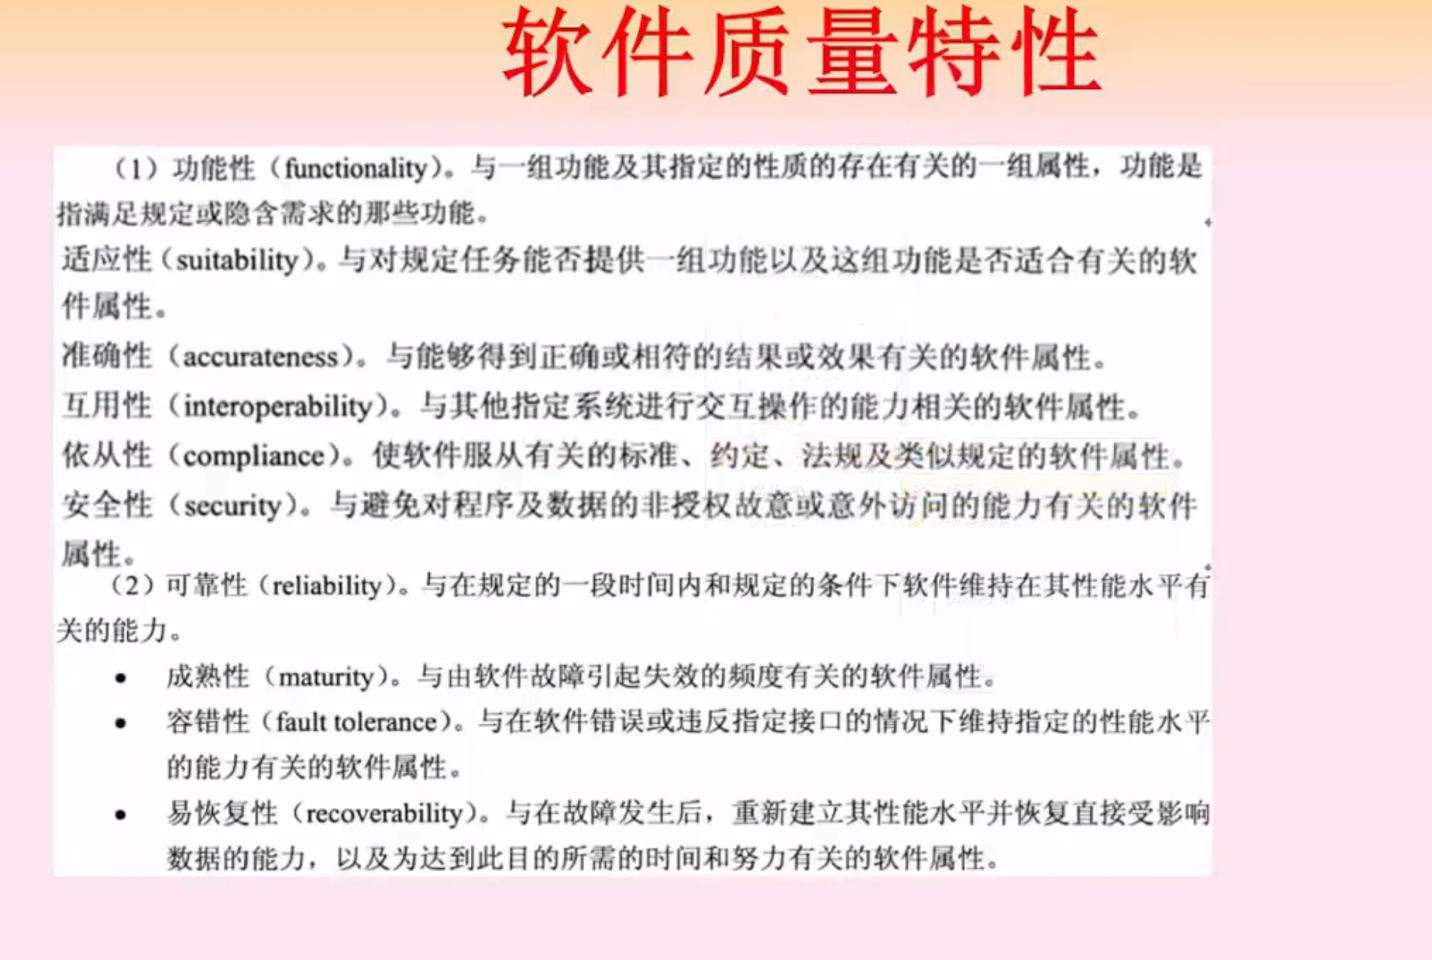 软件质量特性
（1）功能性（functionality）。与一组功能及其指定的性质的存在有关的一组属性，功能是
指满足规定或隐含需求的那些功能。
适应性（suitability）。与对规定任务能否提供一组功能以及这组功能是否适合有关的软
件属性。
准确性（accurateness）。与能够得到正确或相符的结果或效果有关的软件属性。
互用性（interoperability）。与其他指定系统进行交互操作的能力相关的软件属性。
依从性（compliance）。使软件服从有关的标准、约定、法规及类似规定的软件属性。
安全性（security）。与避免对程序及数据的非授权故意或意外访问的能力有关的软件
属性。
（2）可靠性（reliability）。与在规定的一段时间内和规定的条件下软件维持在其性能水平有
关的能力。
• 成熟性（maturity）。与由软件故障引起失效的频度有关的软件属性。
• 容错性（fault tolerance）。与在软件错误或违反指定接口的情况下维持指定的性能水平
的能力有关的软件属性。
• 易恢复性（recoverability）。与在故障发生后，重新建立其性能水平并恢复直接受影响
数据的能力，以及为达到此目的所需的时间和努力有关的软件属性。